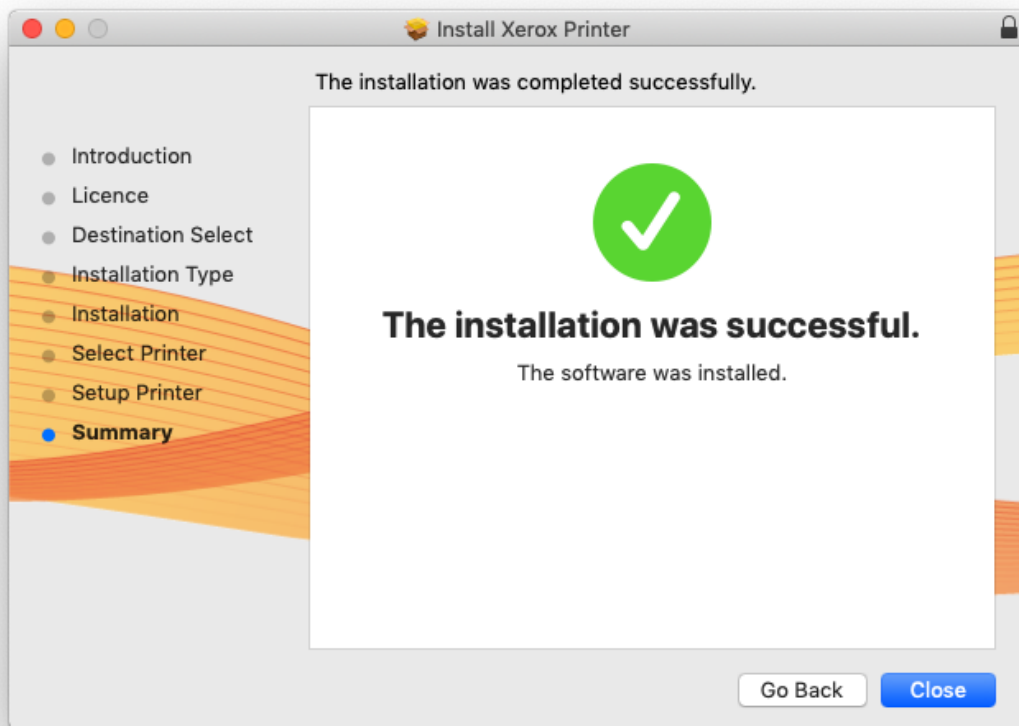 Install Xerox Printer
The installation was completed successfully.
Introduction
Licence
Destination Select
Installation Type
Installation
Select Printer
Setup Printer
Summary
The installation was successful.
The software was installed.
Go Back
Close